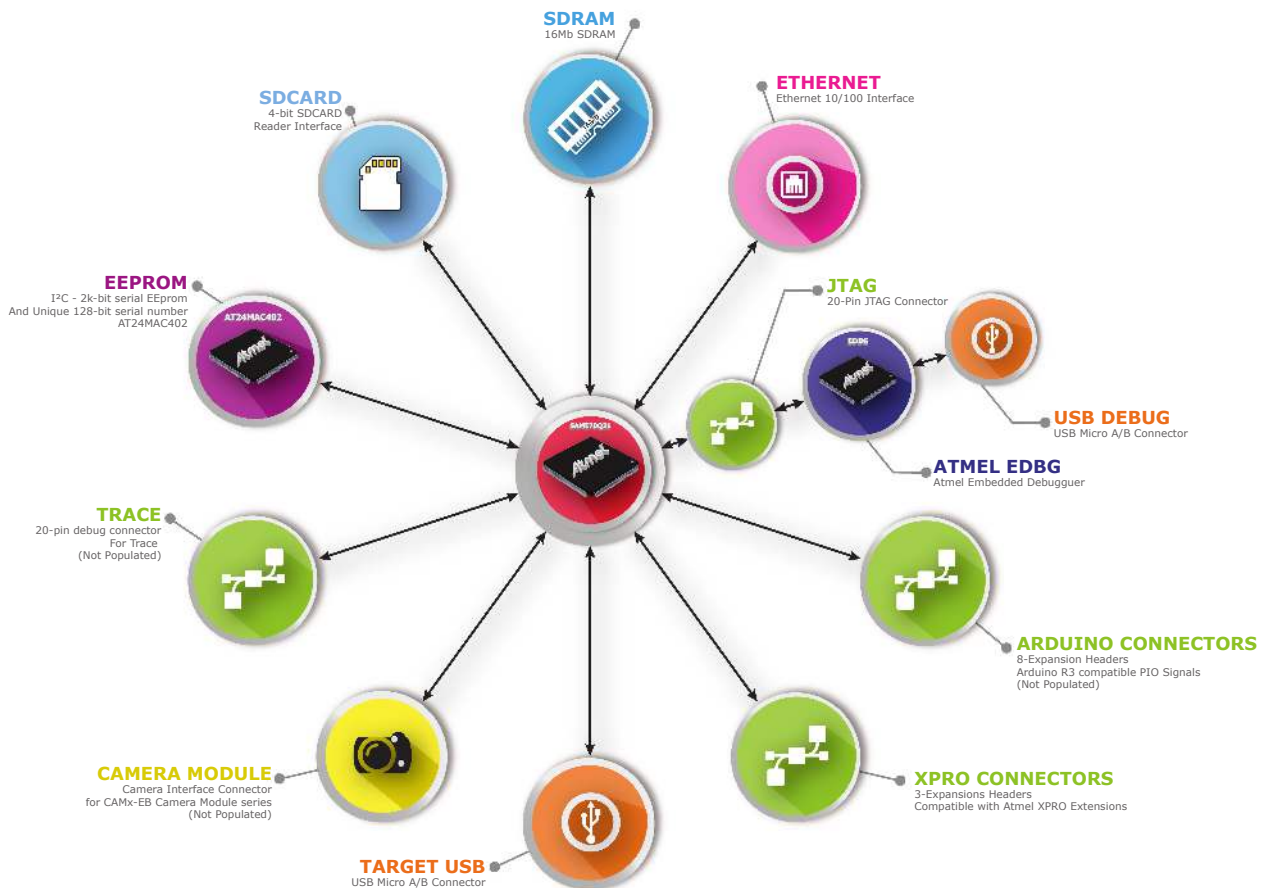 SDRAM
16Mb SDRAM
ETHERNET
Ethernet 10/100 Interface
SDCARD
4-bit SDCARD
Reader Interface
EEPROM
I²C - 2k-bit serial EEprom
And Unique 128-bit serial number
AT24MAC402
AT24MAC402
Atmel
JTAG
20-Pin JTAG Connector
EDBG
Atmel
USB DEBUG
USB Micro A/B Connector
ATMEL EDBG
Atmel Embedded Debugguer
SAME70Q21
Atmel
TRACE
20-pin debug connector
For Trace
(Not Populated)
ARDUINO CONNECTORS
8-Expansion Headers
Arduino R3 compatible PIO Signals
(Not Populated)
CAMERA MODULE
Camera Interface Connector
for CAMx-EB Camera Module series
(Not Populated)
XPRO CONNECTORS
3-Expansions Headers
Compatible with Atmel XPRO Extensions
TARGET USB
USB Micro A/B Connector